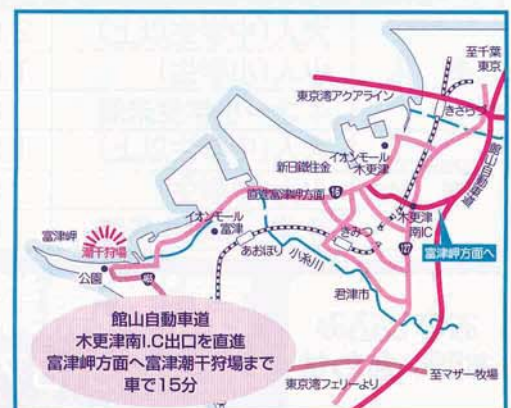 至千葉
東京
東京湾アクアライン
きさらづ
館山自動車道
イオンモール
木更津
新日鐵住金
直進富津岬方面
16
木更津
南IC
イオンモール
富津
きみつ
富津岬
潮干狩場
127
富津岬方面へ
あおほり
小糸川
公園
465
君津市
館山自動車道
木更津南I.C出口を直進
富津岬方面へ富津潮干狩場まで
車で15分
至マザー牧場
東京湾フェリーより